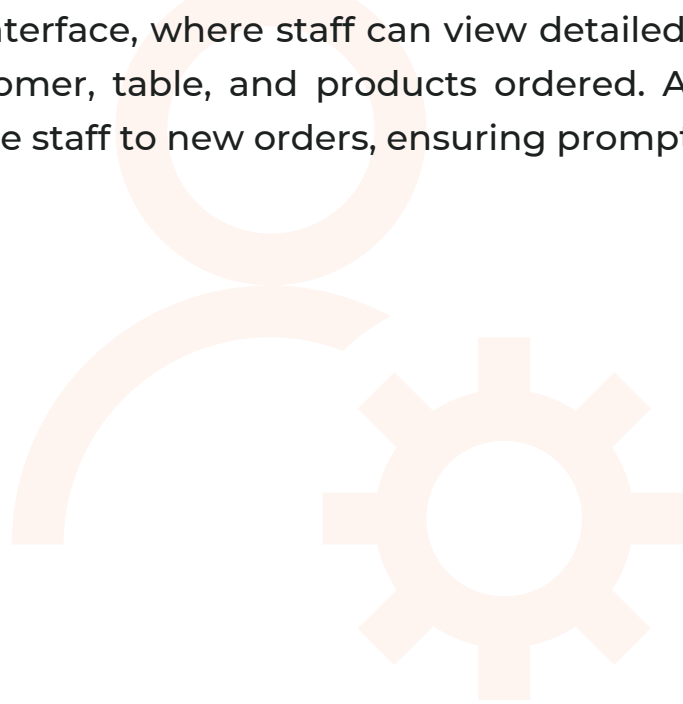 nterface, where staff can view detailed
omer, table, and products ordered. A
e staff to new orders, ensuring prompt